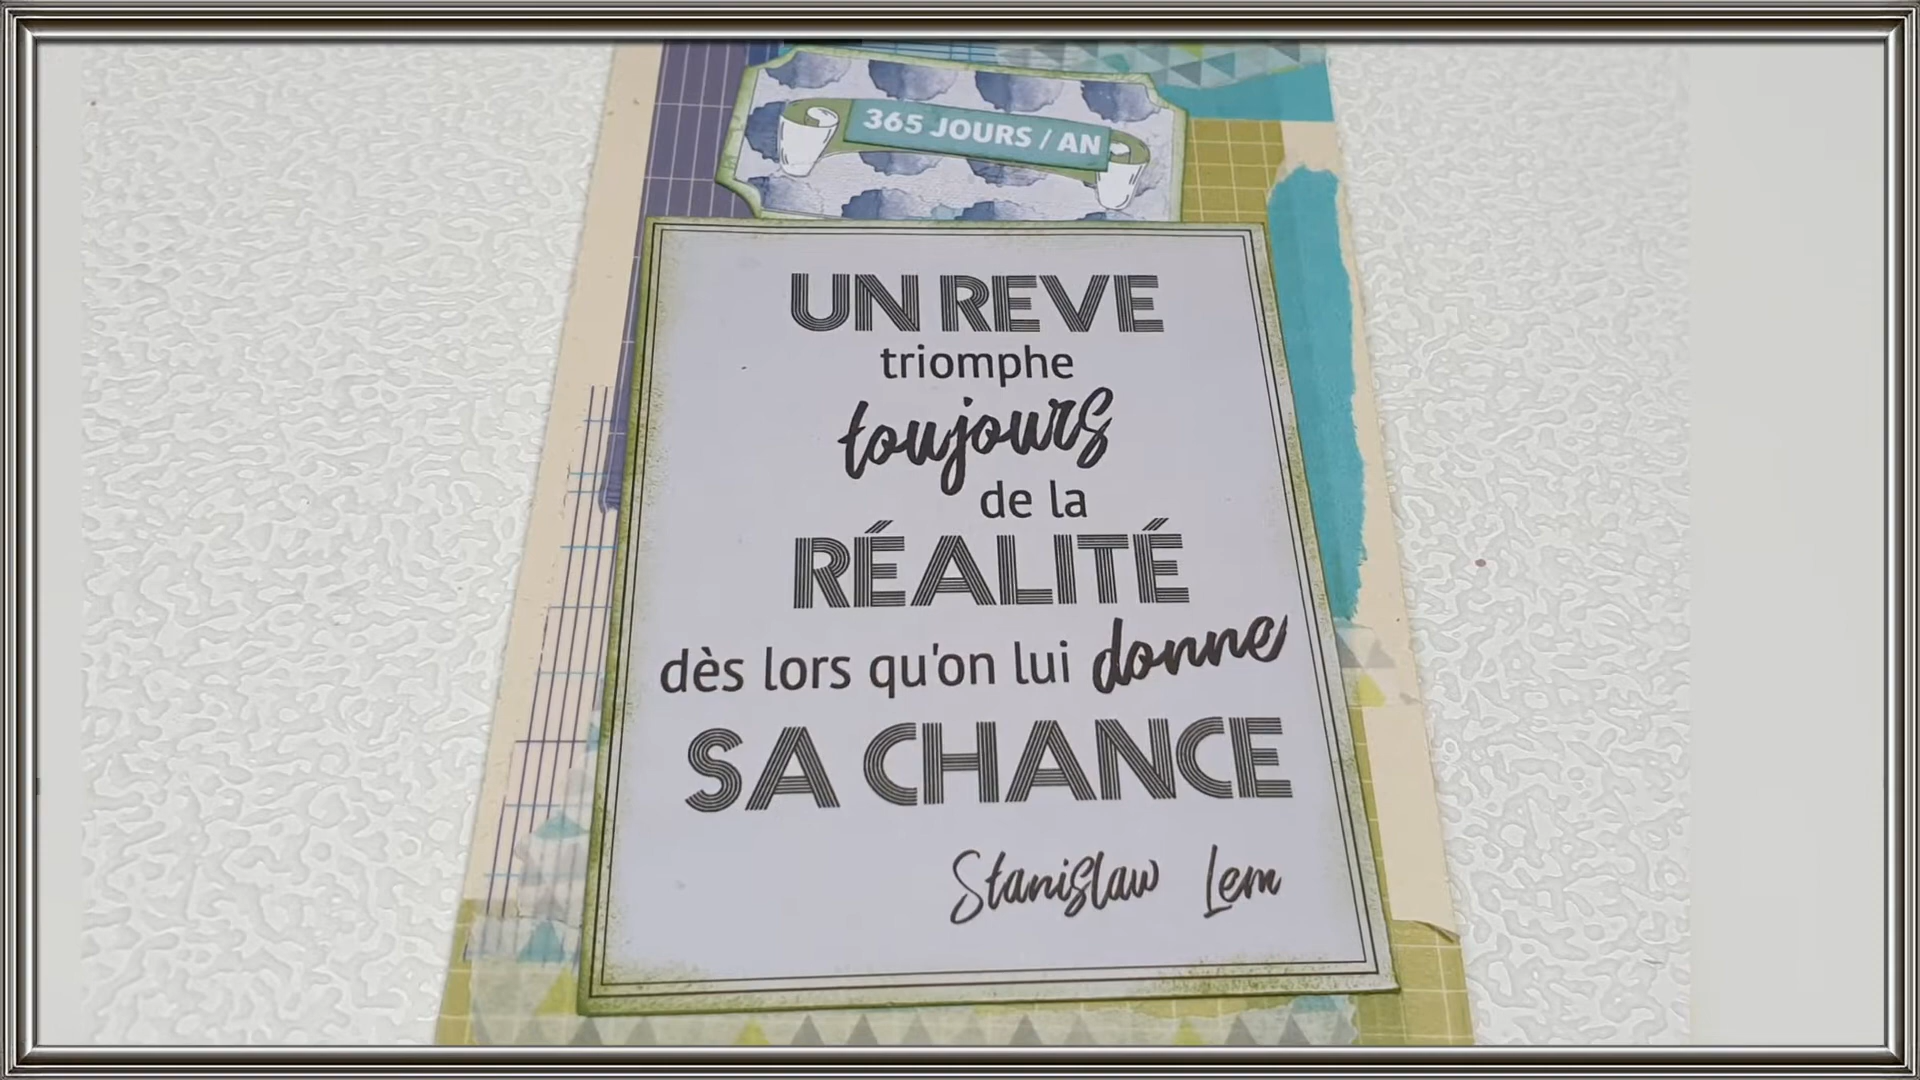 365 JOURS / AN
UN REVE
triomphe
toujours
de la
RÉALITÉ
dès lors qu'on lui donne
SA CHANCE
Stanislaw Lem